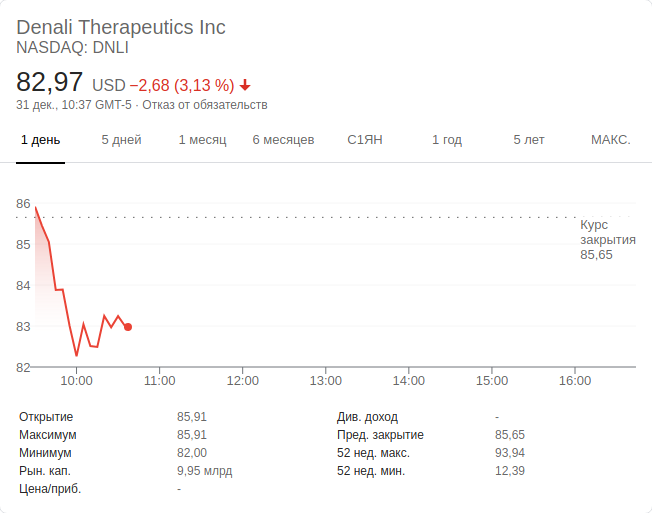 Denali Therapeutics Inc
NASDAQ: DNLI
82,97 USD −2,68 (3,13 %)
31 дек., 10:37 GMT-5 · Отказ от обязательств
1 день 5 дней 1 месяц 6 месяцев С1ЯН 1 год 5 лет МАКС.
86
85
84
83
82
Курс
закрытия
85,65
10:00 11:00 12:00 13:00 14:00 15:00 16:00
Открытие 85,91 Див. доход -
Максимум 85,91 Пред. закрытие 85,65
Минимум 82,00 52 нед. макс. 93,94
Рын. кап. 9,95 млрд 52 нед. мин. 12,39
Цена/приб. -